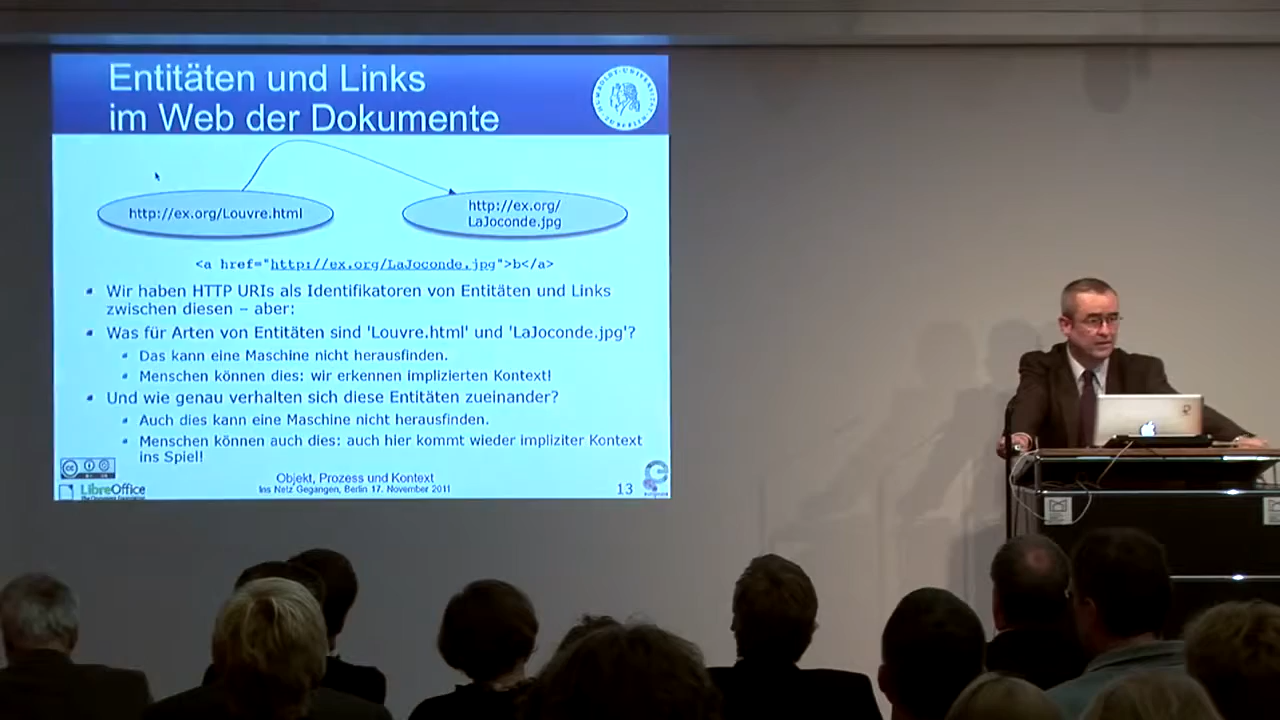 Entitäten und Links
im Web der Dokumente
http://ex.org/Louvre.html
http://ex.org/
LaJoconde.jpg
<a href="http://ex.org/LaJoconde.jpg">b</a>
Wir haben HTTP URIs als Identifikatoren von Entitäten und Links
zwischen diesen – aber:
Was für Arten von Entitäten sind 'Louvre.html' und 'LaJoconde.jpg'?
Das kann eine Maschine nicht herausfinden.
Menschen können dies: wir erkennen implizierten Kontext!
Und wie genau verhalten sich diese Entitäten zueinander?
Auch dies kann eine Maschine nicht herausfinden.
Menschen können auch dies: auch hier kommt wieder impliziter Kontext
ins Spiel!
Objekt, Prozess und Kontext
Ins Netz Gegangen, Berlin 17. November 2011
13
cc
LibreOffice